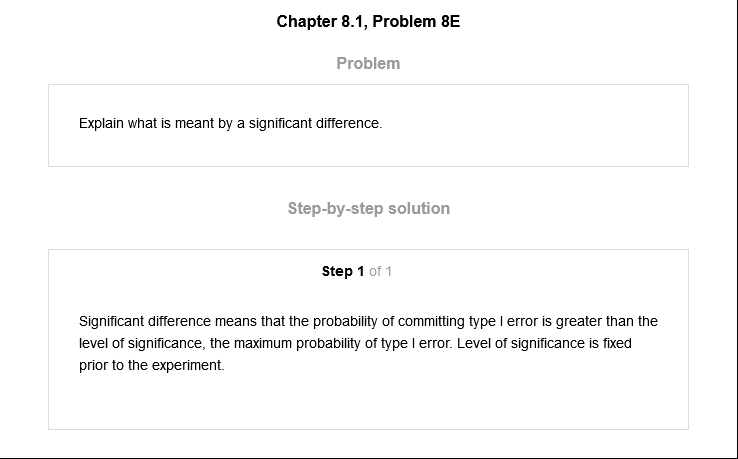 Chapter 8.1, Problem 8E
Problem
Explain what is meant by a significant difference.
Step-by-step solution
Step 1 of 1
Significant difference means that the probability of committing type I error is greater than the
level of significance, the maximum probability of type I error. Level of significance is fixed
prior to the experiment.